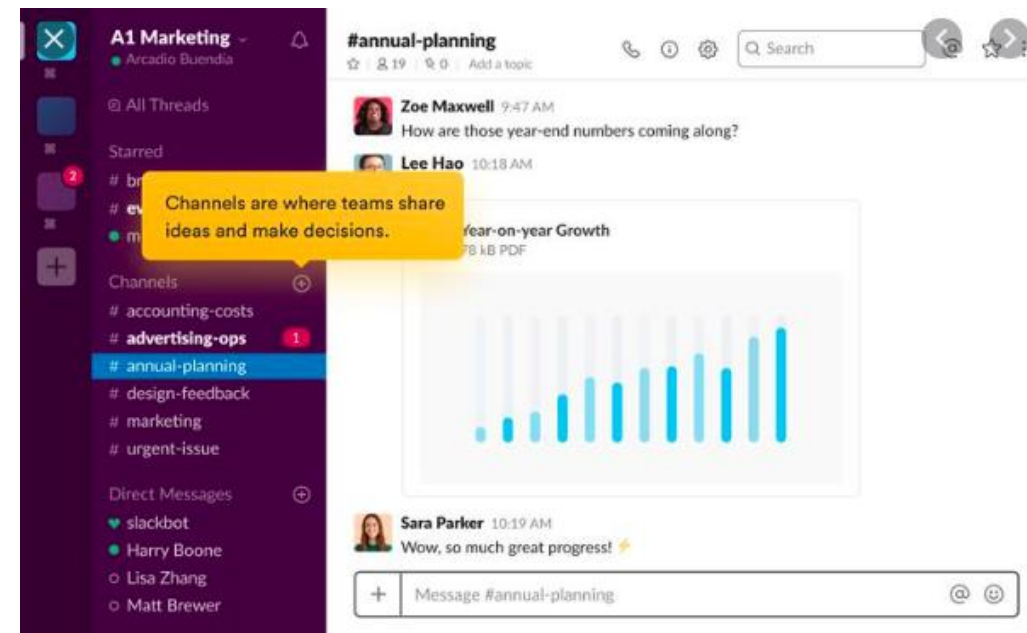 A1 Marketing
Arcadio Buendia
All Threads
Starred
# br
# ev
m
Channels are where teams share
ideas and make decisions.
Channels
# accounting-costs
# advertising-ops 1
# annual-planning
# design-feedback
# marketing
# urgent-issue
Direct Messages
slackbot
Harry Boone
Lisa Zhang
Matt Brewer
2
#annual-planning
19 0 Add a topic
Search
Zoe Maxwell 9:47 AM
How are those year-end numbers coming along?
Lee Hao 10:18 AM
Year-on-year Growth
78 kB PDF
Sara Parker 10:19 AM
Wow, so much great progress! ⚡
+ Message #annual-planning @